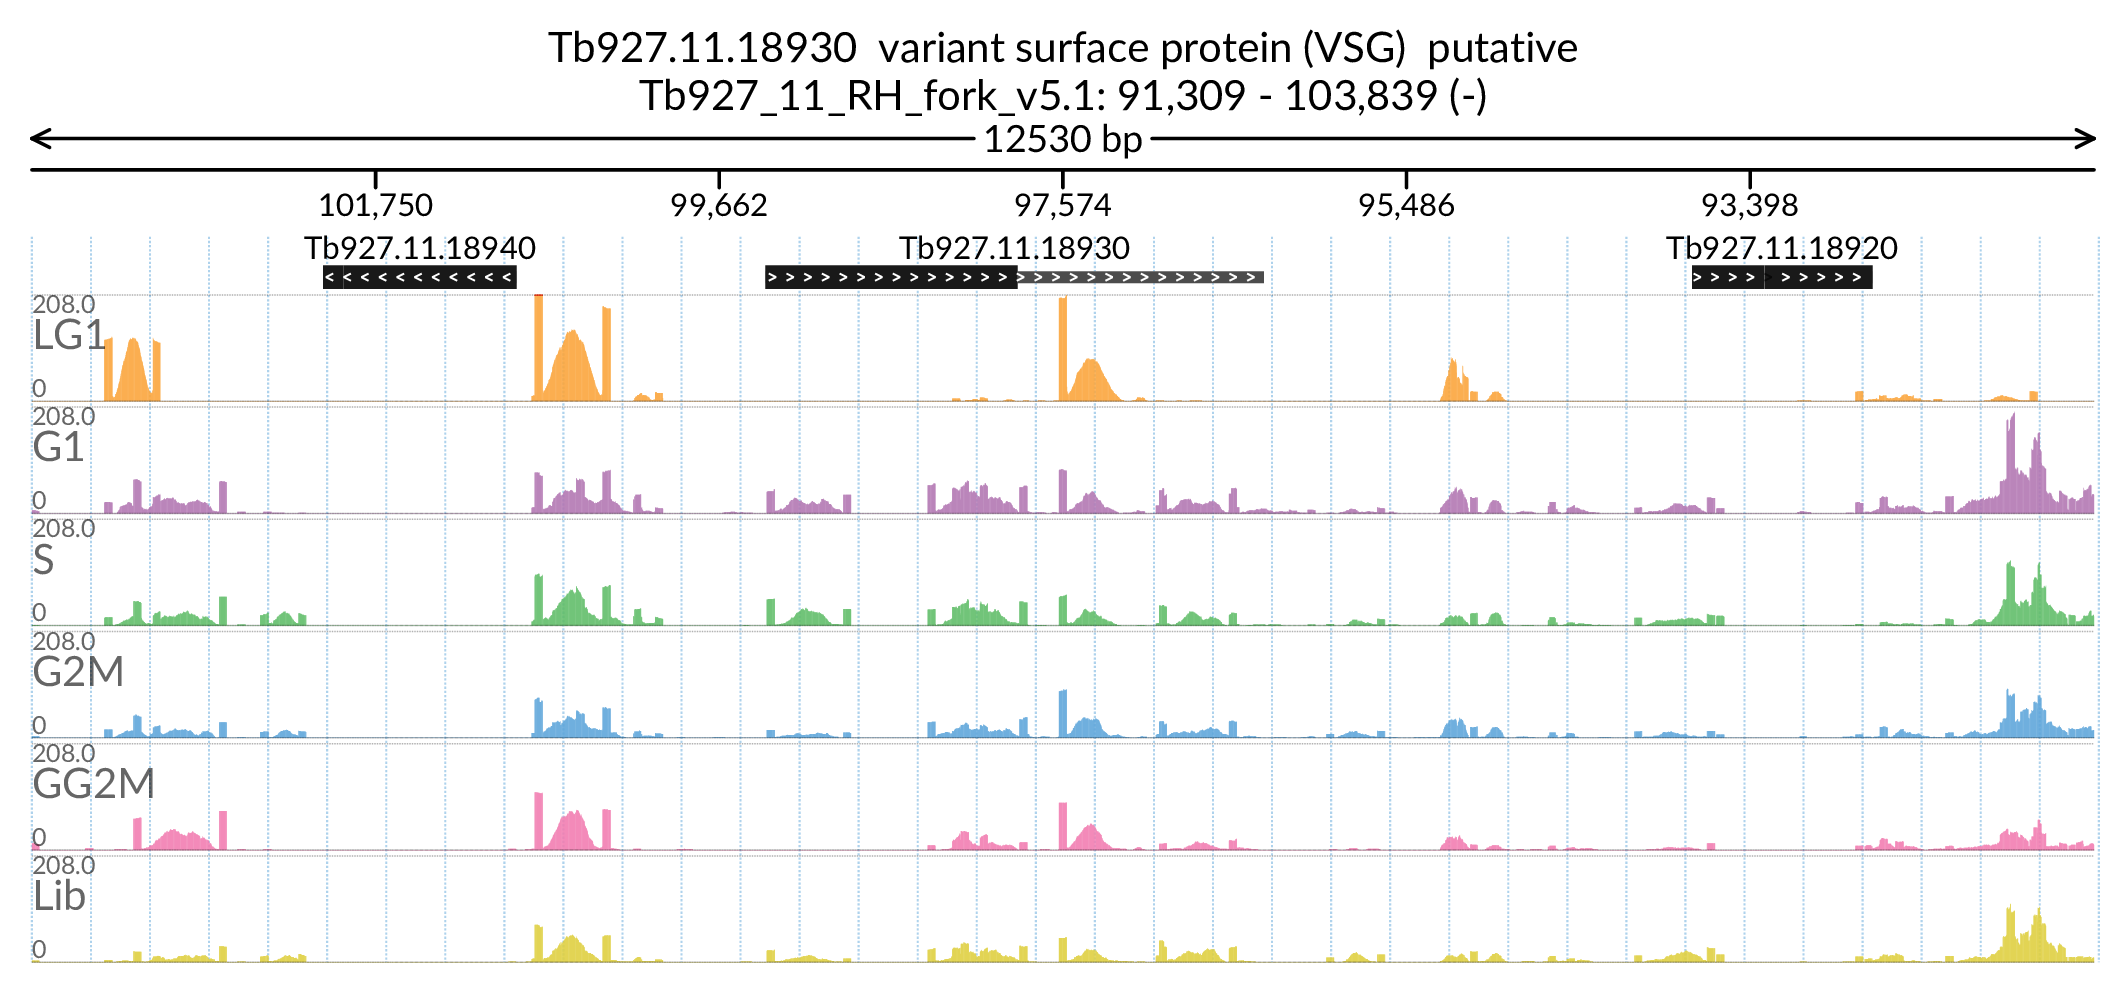 Tb927.11.18930  variant surface protein (VSG)  putative
Tb927_11_RH_fork_v5.1: 91,309 - 103,839 (-)
12530 bp
101,750 99,662 97,574 95,486 93,398
Tb927.11.18940 Tb927.11.18930 Tb927.11.18920
208.0
LG1
0
208.0
G1
0
208.0
S
0
208.0
G2M
0
208.0
GG2M
0
208.0
Lib
0